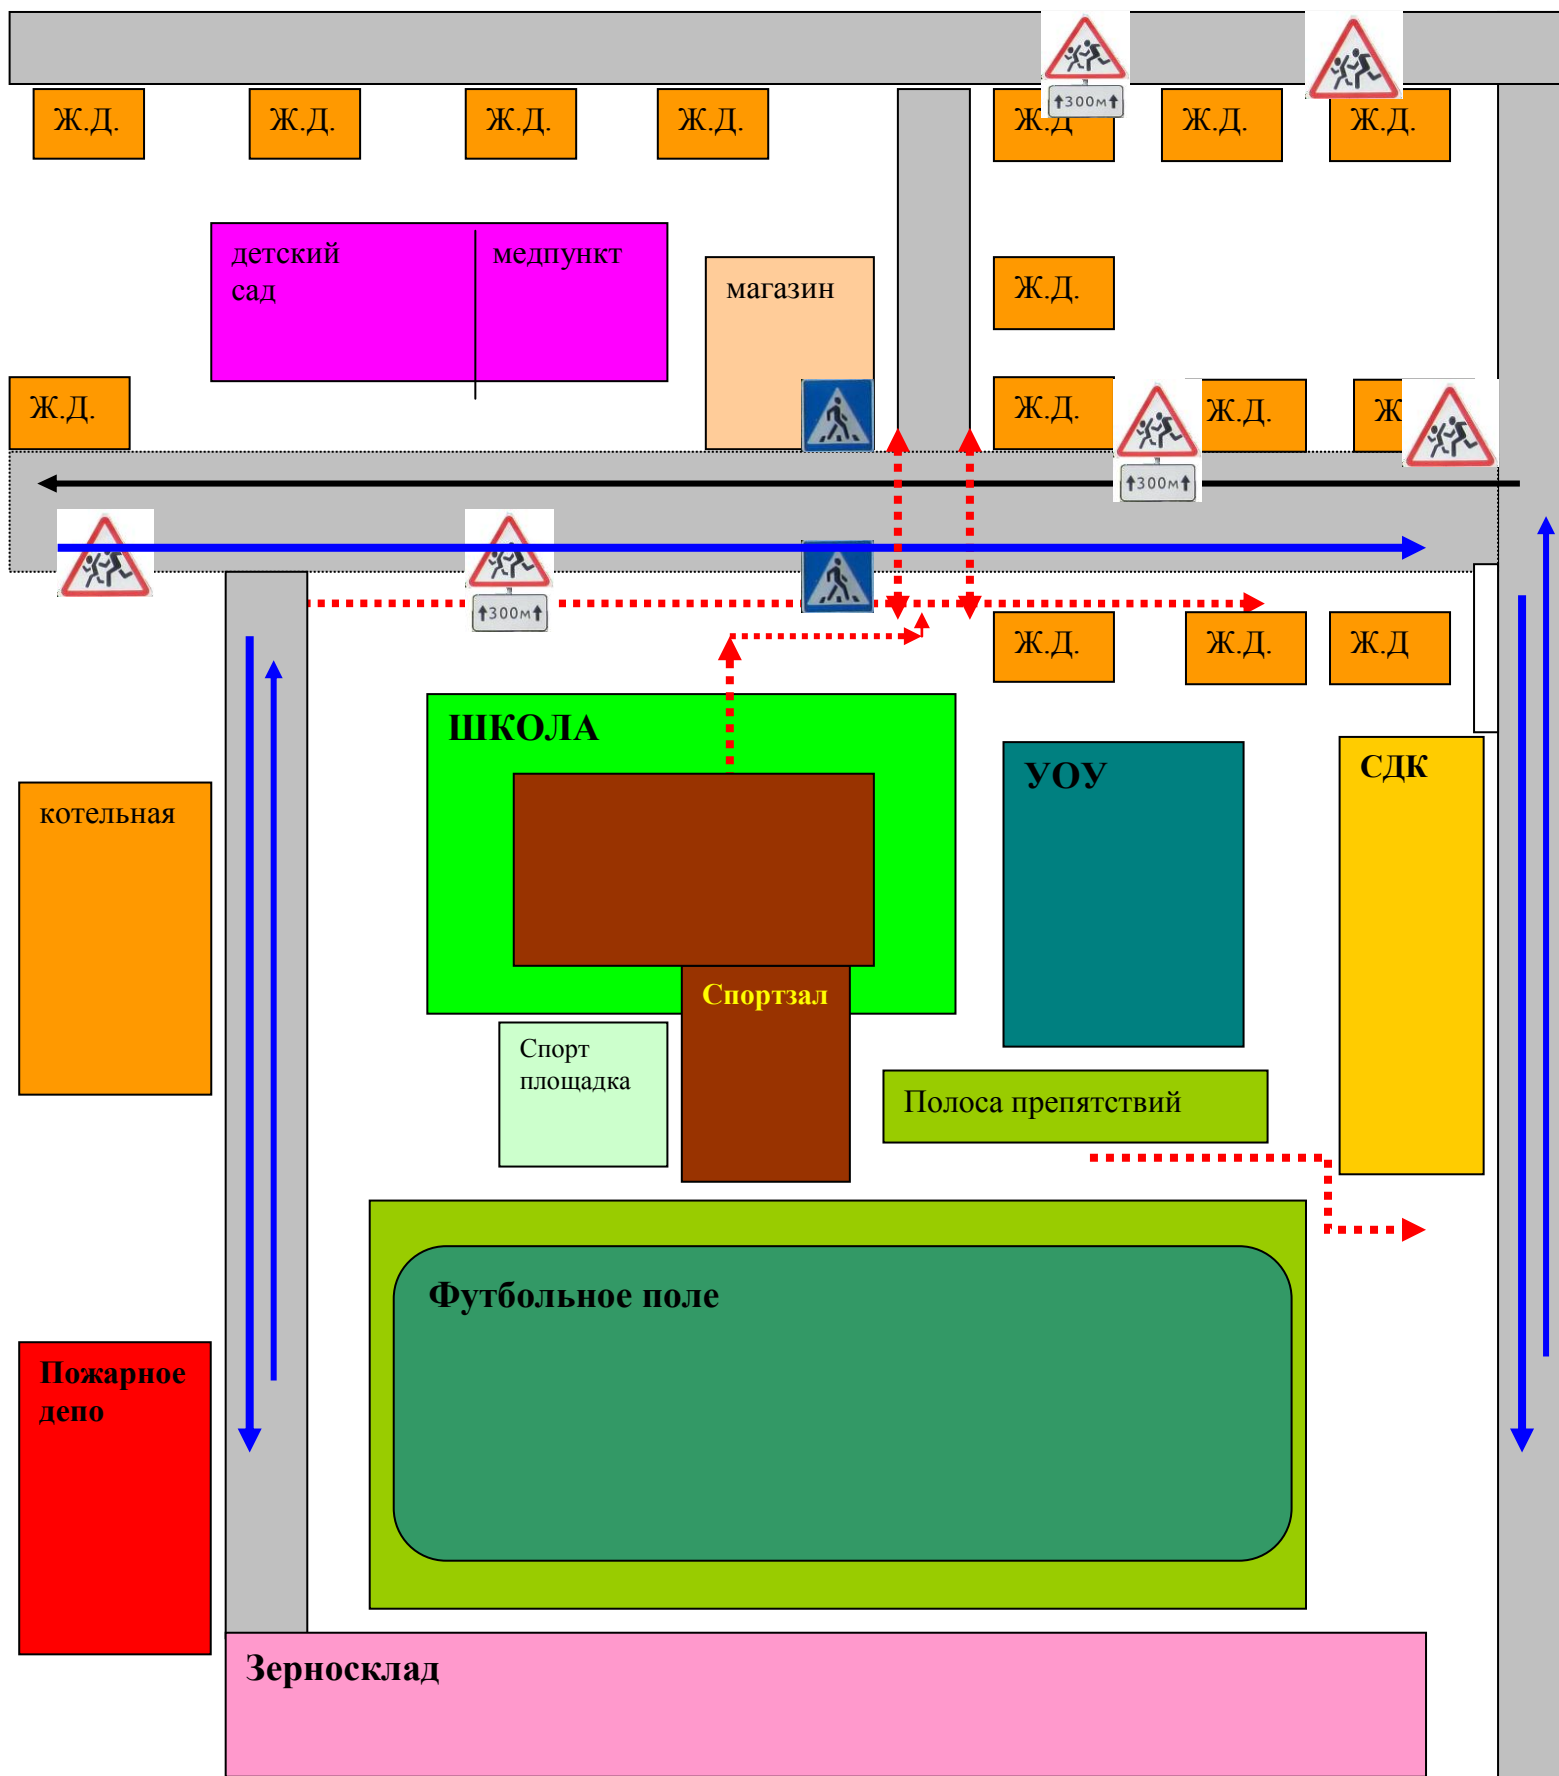 300м
Ж.Д.
Ж.Д.
Ж.Д.
Ж.Д.
Ж.Д
Ж.Д.
Ж.Д.
детский
сад
медпункт
магазин
Ж.Д.
Ж.Д.
Ж.Д.
Ж.Д.
Ж
300м
300м
Ж.Д.
Ж.Д.
Ж.Д
ШКОЛА
УОУ
СДК
котельная
Спортзал
Спорт
площадка
Полоса препятствий
Футбольное поле
Пожарное
депо
Зерносклад